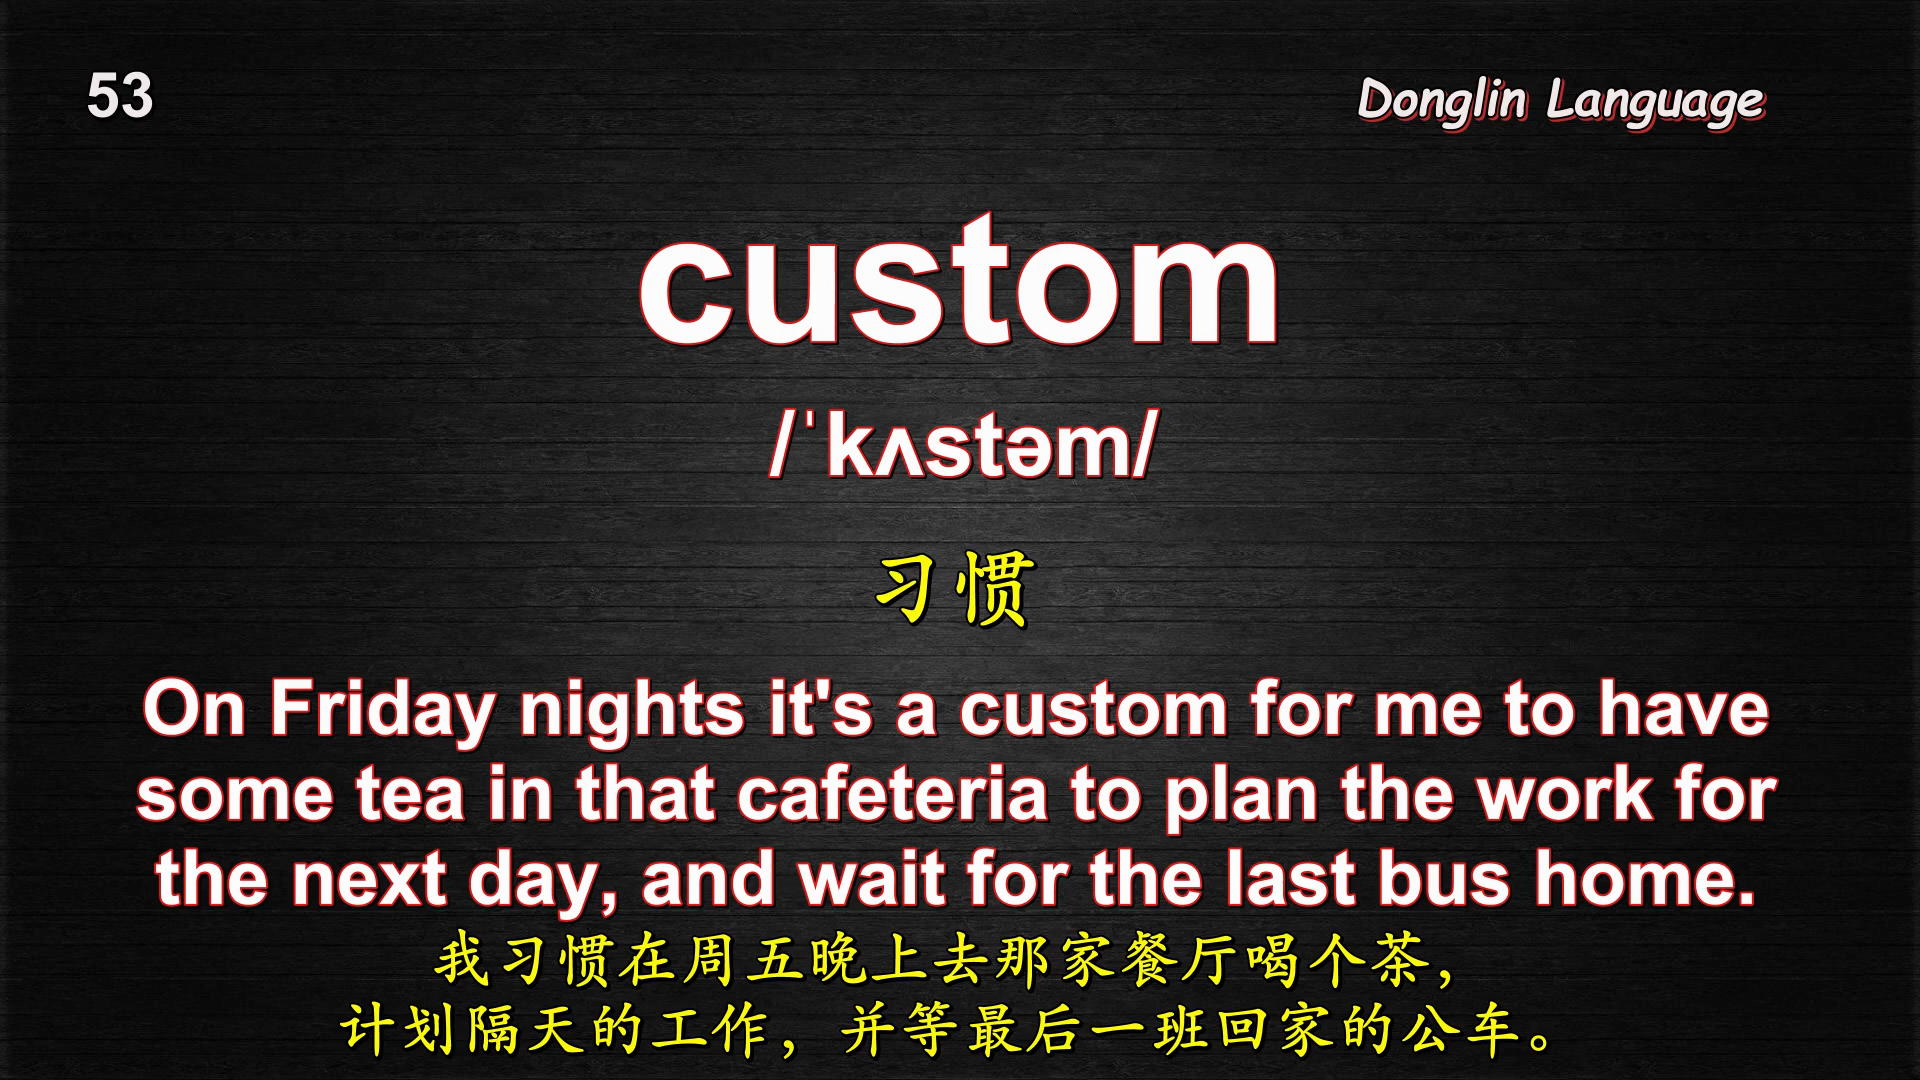 53
Donglin Language
custom
/ˈkʌstəm/
习惯
On Friday nights it's a custom for me to have
some tea in that cafeteria to plan the work for
the next day, and wait for the last bus home.
我习惯在周五晚上去那家餐厅喝个茶，
计划隔天的工作，并等最后一班回家的公车。